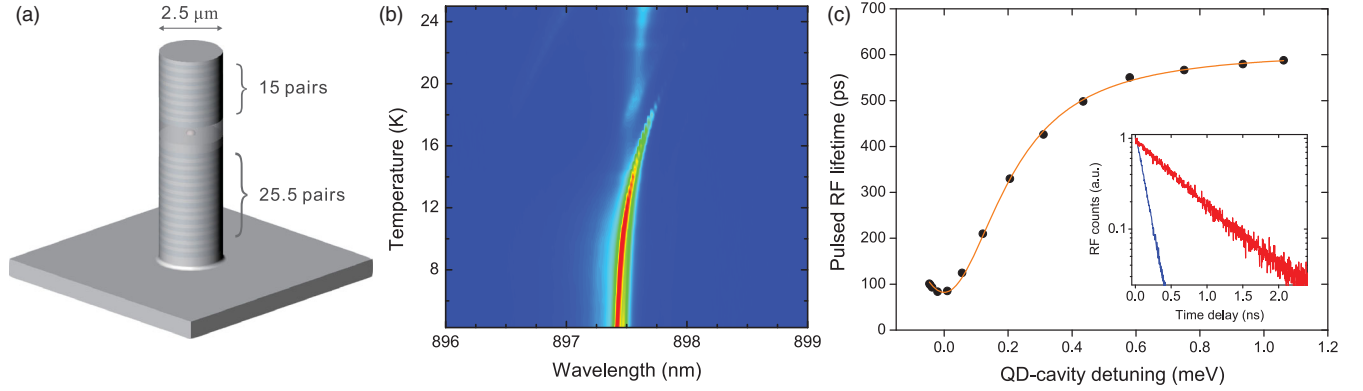 (a)
2.5 μm
15 pairs
25.5 pairs
(b)
Temperature (K)
24
20
16
12
8
896
897
898
899
Wavelength (nm)
(c)
Pulsed RF lifetime (ps)
700
600
500
400
300
200
100
0
0.0
0.2
0.4
0.6
0.8
1.0
1.2
QD-cavity detuning (meV)
RF counts (a.u,)
1
0.1
0.0
0.5
1.0
1.5
2.0
Time delay (ns)